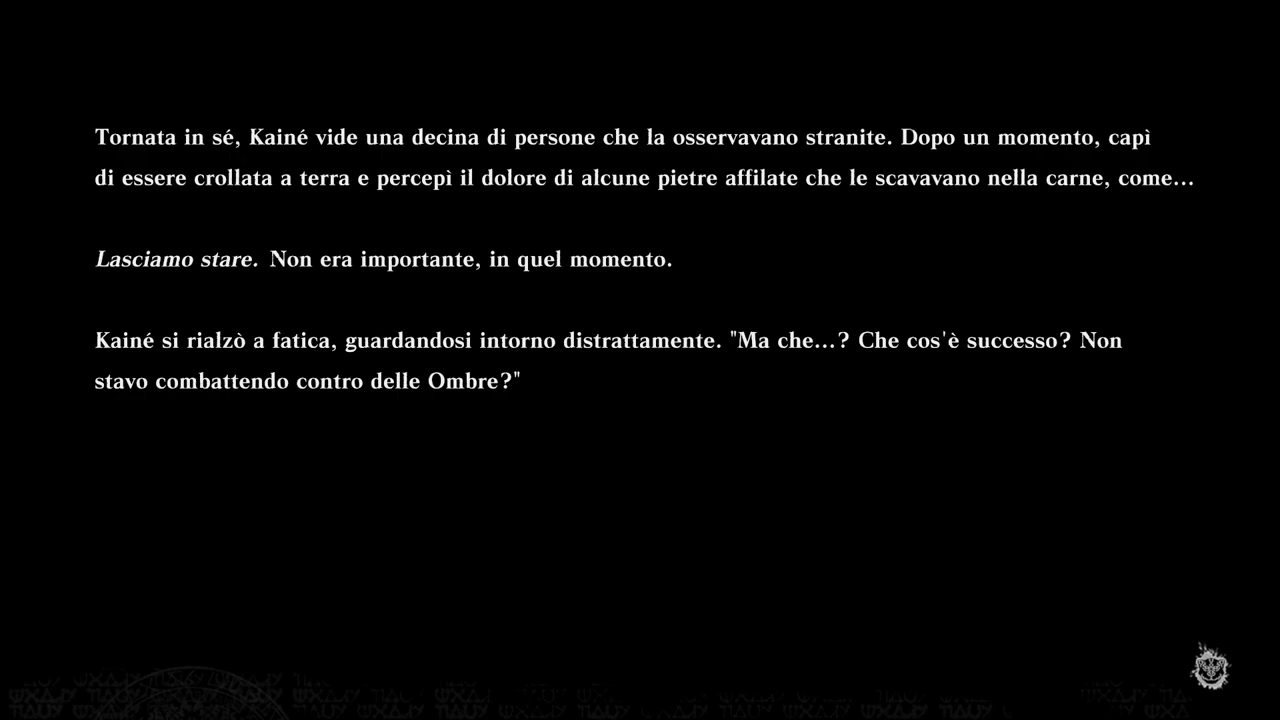 Tornata in sé, Kainé vide una decina di persone che la osservavano stranite. Dopo un momento, capì
di essere crollata a terra e percepì il dolore di alcune pietre affilate che le scavavano nella carne, come...
Lasciamo stare. Non era importante, in quel momento.
Kainé si rialzò a fatica, guardandosi intorno distrattamente. "Ma che...? Che cos'è successo? Non
stavo combattendo contro delle Ombre?"